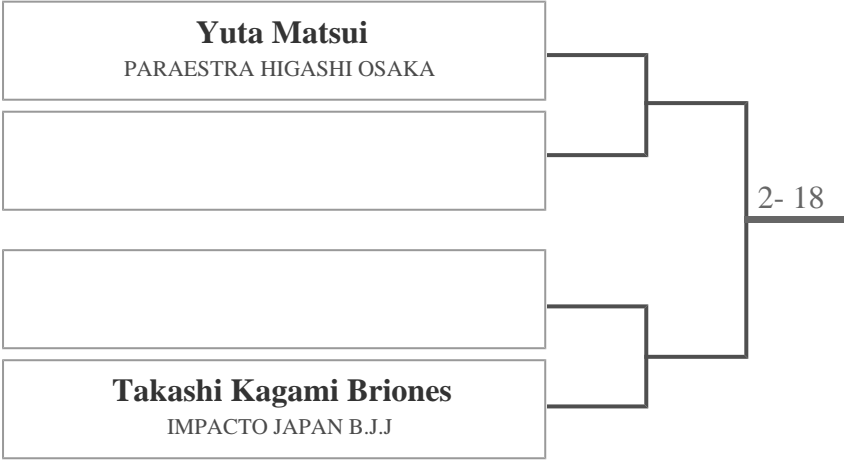 Yuta Matsui
PARAESTRA HIGASHI OSAKA
2- 18
Takashi Kagami Briones
IMPACTO JAPAN B.J.J